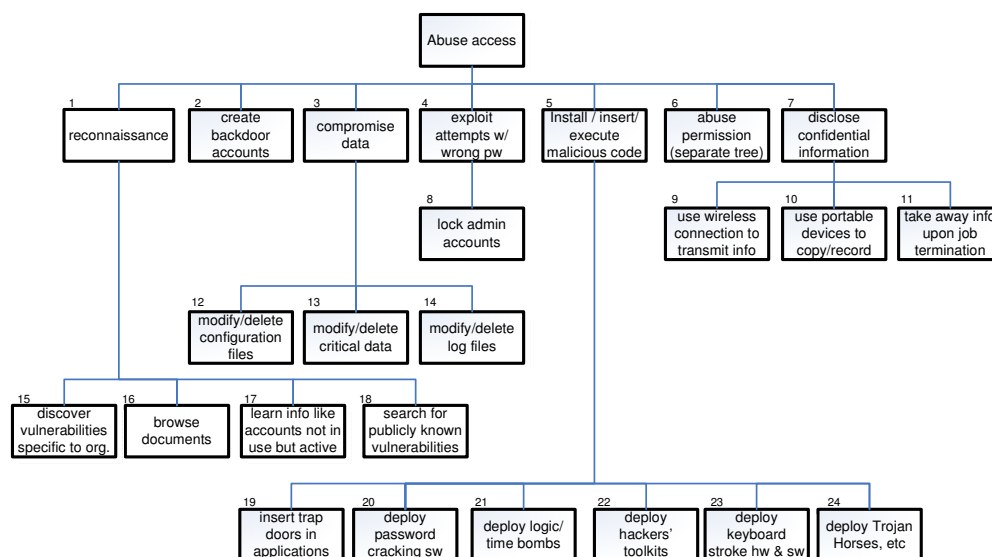 Abuse access
1
reconnaissance
2
create
backdoor
accounts
3
compromise
data
4
exploit
attempts w/
wrong pw
5
Install / insert/
execute
malicious code
6
abuse
permission
(separate tree)
7
disclose
confidential
information
8
lock admin
accounts
9
use wireless
connection to
transmit info
10
use portable
devices to
copy/record
11
take away info
upon job
termination
12
modify/delete
configuration
files
13
modify/delete
critical data
14
modify/delete
log files
15
discover
vulnerabilities
specific to org.
16
browse
documents
17
learn info like
accounts not in
use but active
18
search for
publicly known
vulnerabilities
19
insert trap
doors in
applications
20
deploy
password
cracking sw
21
deploy logic/
time bombs
22
deploy
hackers'
toolkits
23
deploy
keyboard
stroke hw & sw
24
deploy Trojan
Horses, etc